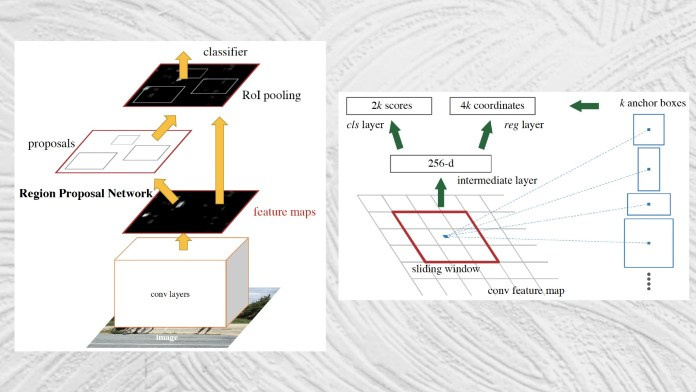 classifier
RoI pooling
proposals
Region Proposal Network
feature maps
conv layers
image
2k scores
4k coordinates
k anchor boxes
cls layer
reg layer
256-d
intermediate layer
sliding window
conv feature map